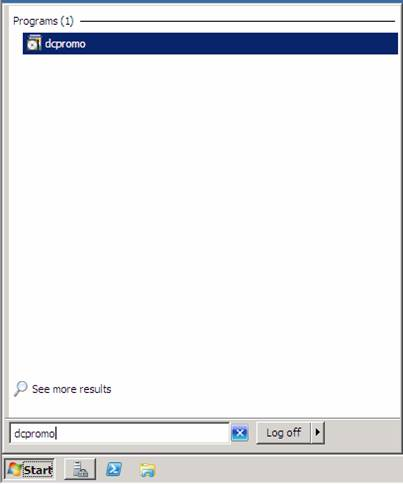 Programs (1)
dcpromo
See more results
dcpromo
Log off
Start